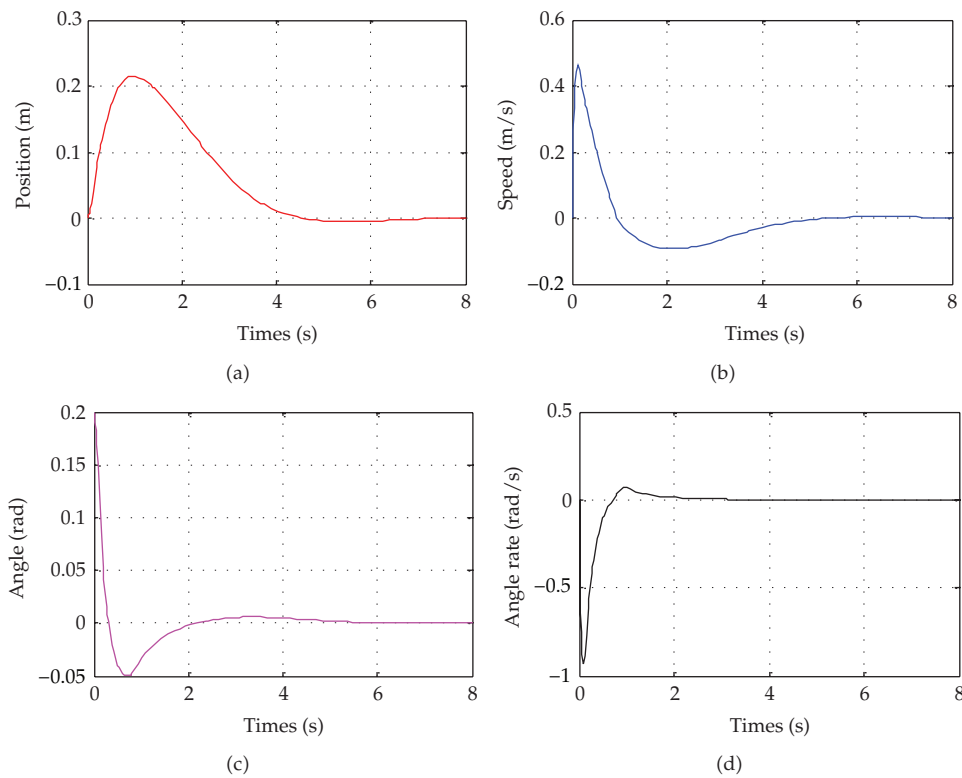 0.3
0.2
0.1
0
−0.1
Position (m)
0 2 4 6 8
Times (s)
(a)
0.6
0.4
0.2
0
−0.2
Speed (m/s)
0 2 4 6 8
Times (s)
(b)
0.2
0.15
0.1
0.05
0
−0.05
Angle (rad)
0 2 4 6 8
Times (s)
(c)
0.5
0
−0.5
−1
Angle rate (rad/s)
0 2 4 6 8
Times (s)
(d)